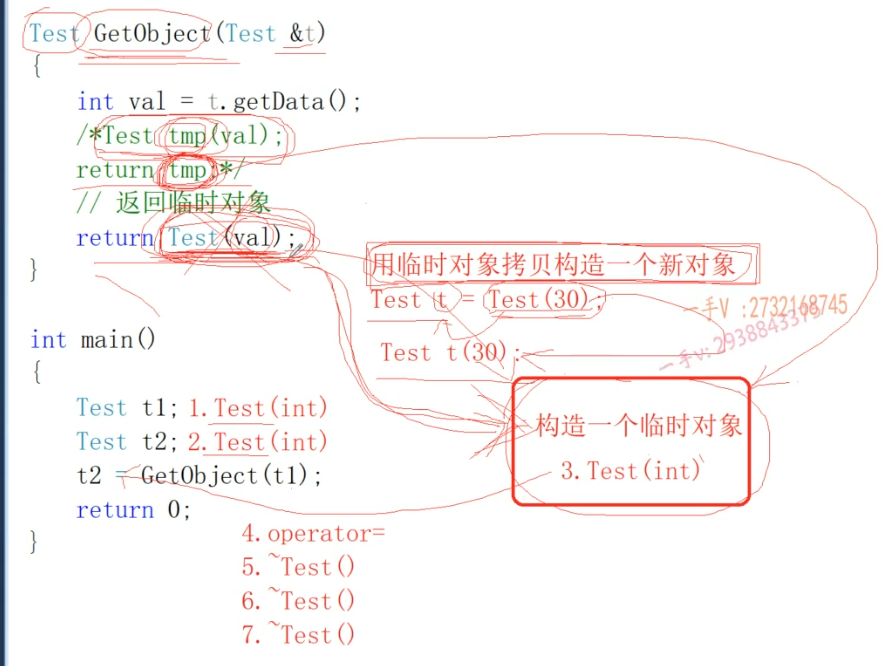 Test GetObject(Test &t)
{
int val = t.getData();
/*Test tmp(val);
return tmp;*/
// 返回临时对象
return Test(val);
}
用临时对象拷贝构造一个新对象
Test t = Test(30);
一手V :2732168745
Test t(30);
一手v:2938843379
int main()
{
Test t1; 1.Test(int)
Test t2; 2.Test(int)
t2 = GetObject(t1);
return 0;
}
构造一个临时对象
3.Test(int)
4.operator=
5.~Test()
6.~Test()
7.~Test()